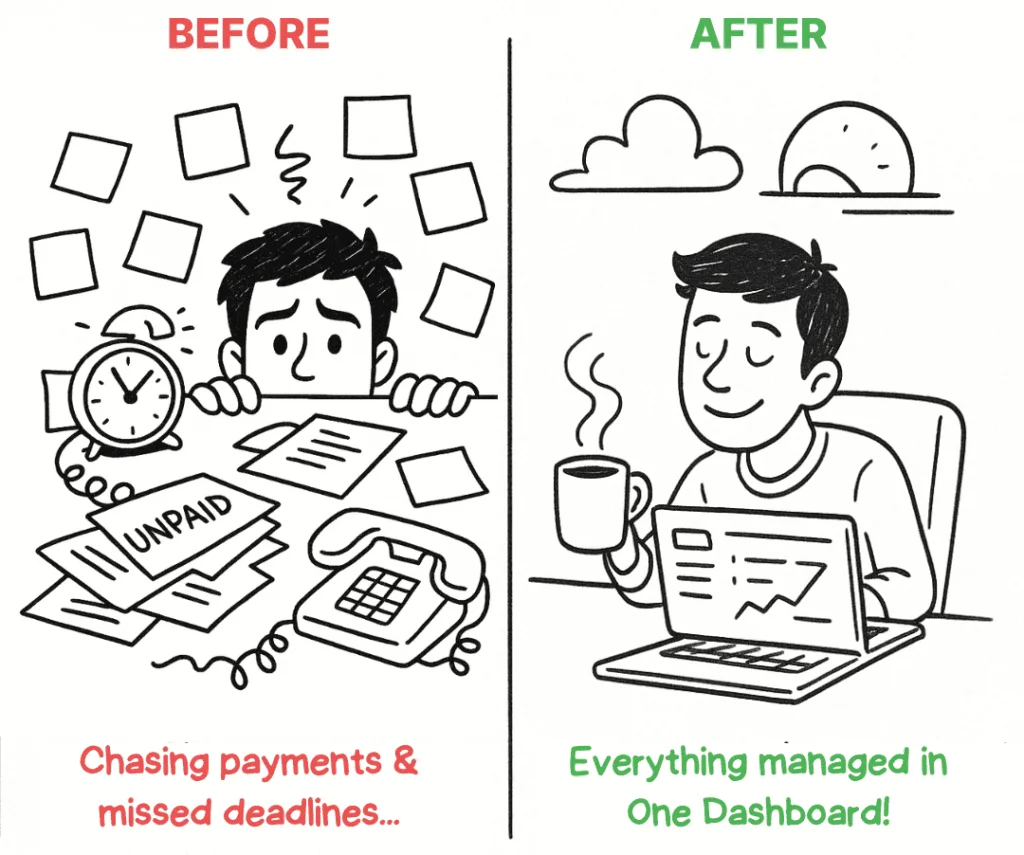 BEFORE
AFTER
UNPAID
Chasing payments &
missed deadlines...
Everything managed in
One Dashboard!